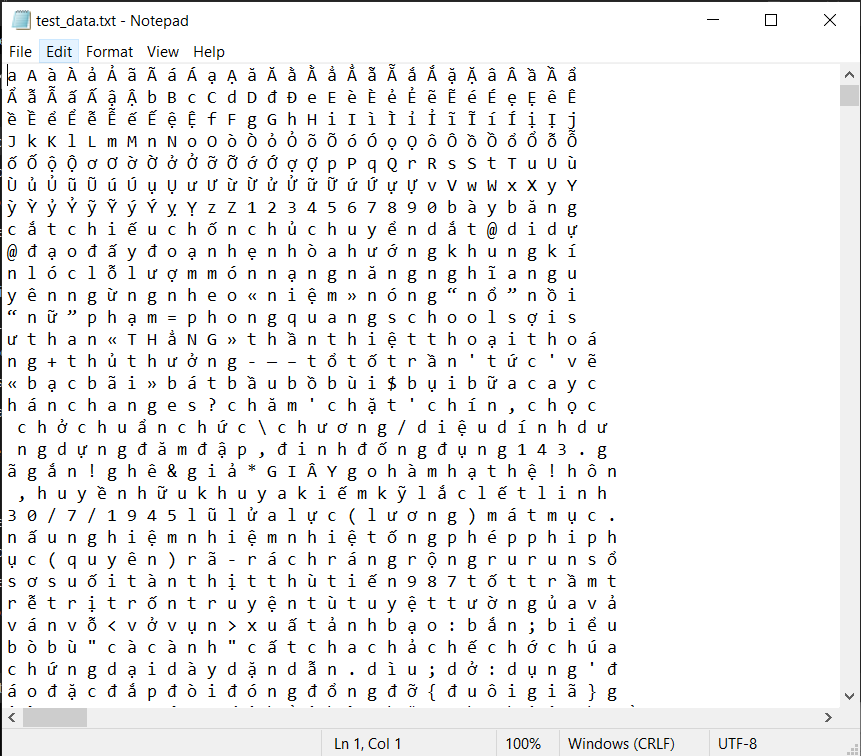 test_data.txt - Notepad
File Edit Format View Help
a A à À ả Ả ã Ã á Á ạ Ạ ă Ă ằ Ằ ẳ Ẳ ẵ Ẵ ắ Ắ ặ Ặ â Â ầ Ầ ẩ
Ẩ ẫ Ẫ ấ Ấ ậ Ậ b B c C d D đ Đ e E è È ẻ Ẻ ẽ Ẽ é É ẹ Ẹ ê Ê
ề Ề ể Ể ễ Ễ ế Ế ệ Ệ f F g G h H i I ì Ì ỉ Ỉ ĩ Ĩ í Í ị Ị j
J k K l L m M n N o O ò Ò ỏ Ỏ õ Õ ó Ó ọ Ọ ô Ô ồ Ồ ổ Ổ ỗ Ỗ
ố Ố ộ Ộ ơ Ơ ờ Ờ ở Ở ỡ Ỡ ớ Ớ ợ Ợ p P q Q r R s S t T u U ù
Ù ủ Ủ ũ Ũ ú Ú ụ Ụ ư Ư ừ Ừ ử Ử ữ Ữ ứ Ứ ự Ự v V w W x X y Y
ỳ Ỳ ỷ Ỷ ỹ Ỹ ý Ý ỵ Ỵ z Z 1 2 3 4 5 6 7 8 9 0 b à y b ă n g
c ắ t c h i ế u c h ố n c h ủ c h u y ể n d ắ t @ d i d ự
@ đ ạ o đ ấ y đ o ạ n h ẹ n h ò a h ư ớ n g k h u n g k í
n l ó c l ỗ l ư ợ m m ó n n ạ n g n ă n g n g h ĩ a n g u
y ê n n g ừ n g n h e o « n i ệ m » n ó n g “ n ổ ” n ồ i
“ n ữ ” p h ạ m = p h o n g q u a n g s c h o o l s ợ i s
ư t h a n « T H Ằ N G » t h ầ n t h i ệ t t h o ạ i t h o á
n g + t h ủ t h ư ở n g - – — t ổ t ố t r ầ n ' t ứ c ' v ẽ
« b ạ c b ã i » b á t b ầ u b ồ b ù i $ b ụ i b ữ a c a y c
h á n c h a n g e s ? c h ă m ' c h ặ t ' c h í n , c h ọ c
c h ở c h u ẩ n c h ứ c \ c h ư ơ n g / d i ệ u d í n h d ư
n g d ự n g đ ă m đ ậ p , đ i n h đ ố n g đ ụ n g 1 4 3 . g
ã g ắ n ! g h ê & g i ả * G I Â Y g o h à m h ạ t h ệ ! h ô n
, h u y ề n h ữ u k h u y a k i ế m k ỹ l ắ c l ế t l i n h
3 0 / 7 / 1 9 4 5 l ũ l ử a l ự c ( l ư ơ n g ) m á t m ụ c .
n ấ u n g h i ệ m n h i ệ m n h i ệ t ố n g p h é p p h i p h
ụ c ( q u y ê n ) r ã - r á c h r á n g r ộ n g r u r u n s ổ
s ơ s u ố i t à n t h ị t t h ù t i ế n 9 8 7 t ố t t r ầ m t
r ễ t r ị t r ố n t r u y ệ n t ù t u y ệ t t ư ờ n g ủ a v ả
v á n v ỗ < v ở v ụ n > x u ấ t ả n h b ạ o : b ắ n ; b i ể u
b ò b ù " c à c à n h " c ấ t c h a c h ả c h ế c h ớ c h ú a
c h ứ n g d ạ i d à y d ặ n d ẫ n . d ì u ; d ở : d ụ n g ' đ
á o đ ặ c đ á p đ ò i đ ó n g đ ổ n g đ ỡ { đ u ô i g i ã } g
Ln 1, Col 1 100% Windows (CRLF) UTF-8